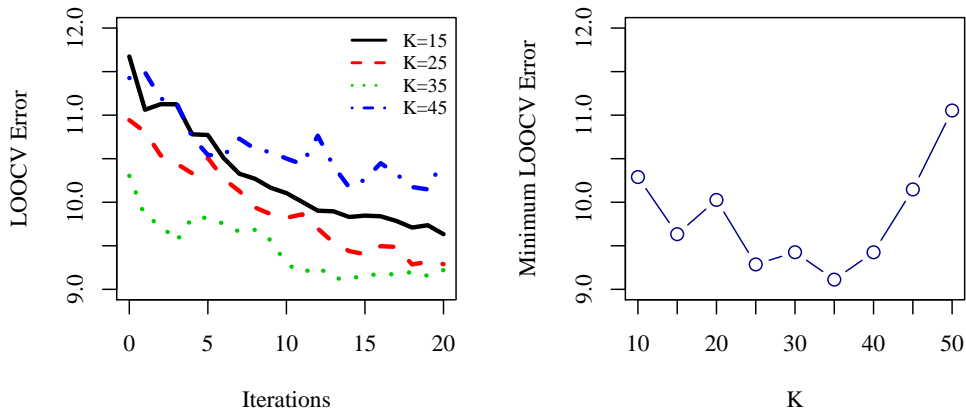 LOOCV Error
12.0
11.0
10.0
9.0
K=15
K=25
K=35
K=45
0 5 10 15 20
Iterations
Minimum LOOCV Error
12.0
11.0
10.0
9.0
10 20 30 40 50
K